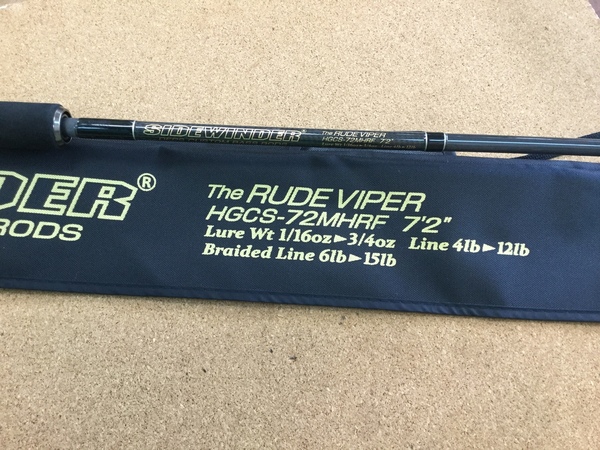 SIDEWINDER®
The RUDE VIPER
HGCS-72MHRF 7'2"
DER®
RODS
The RUDE VIPER
HGCS-72MHRF 7'2"
Lure Wt 1/16oz►3/4oz Line 4lb►12lb
Braided Line 6lb►15lb